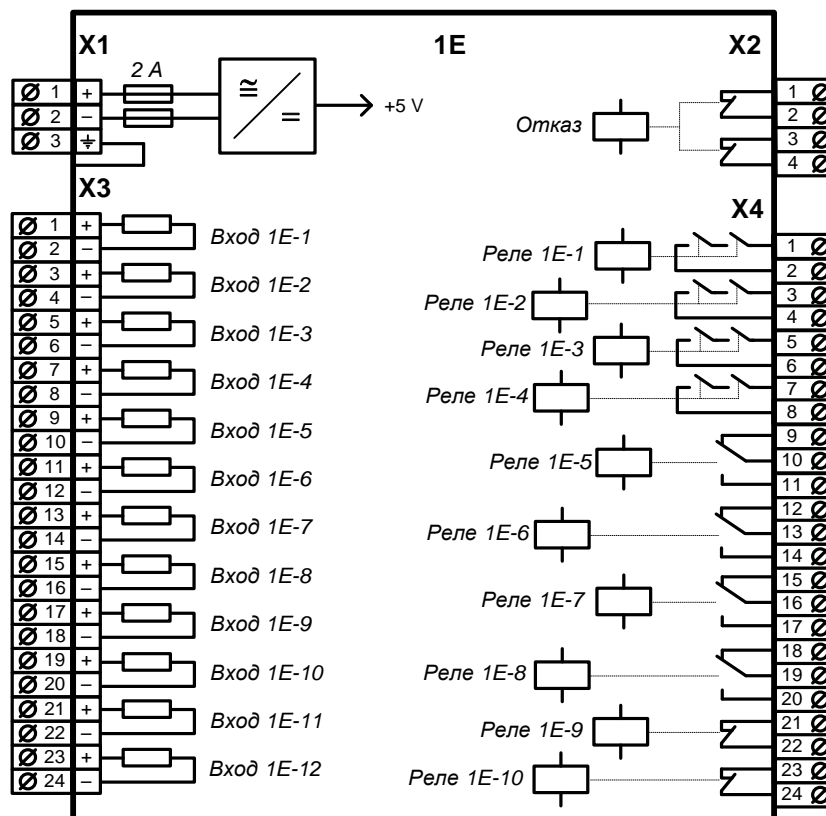 X1 1E X2
2 A
1 +
2 –
3
≅
=
+5 V
Отказ
1
2
3
4
X3
1 +
2 –
Вход 1E-1
3 +
4 –
Вход 1E-2
5 +
6 –
Вход 1E-3
7 +
8 –
Вход 1E-4
9 +
10 –
Вход 1E-5
11 +
12 –
Вход 1E-6
13 +
14 –
Вход 1E-7
15 +
16 –
Вход 1E-8
17 +
18 –
Вход 1E-9
19 +
20 –
Вход 1E-10
21 +
22 –
Вход 1E-11
23 +
24 –
Вход 1E-12
X4
Реле 1E-1
1
2
Реле 1E-2
3
4
Реле 1E-3
5
6
Реле 1E-4
7
8
Реле 1E-5
9
10
11
Реле 1E-6
12
13
14
Реле 1E-7
15
16
17
Реле 1E-8
18
19
20
Реле 1E-9
21
22
Реле 1E-10
23
24